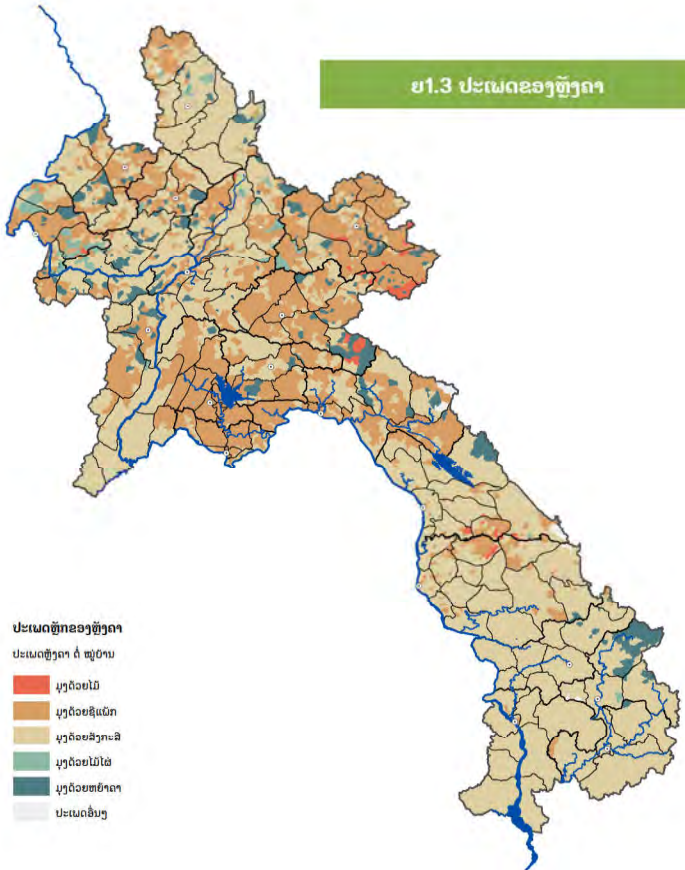 ຍ1.3 ປະເພດຂອງຫຼັງຄາ
ປະເພດຫຼັກຂອງຫຼັງຄາ
ປະເພດຫຼັງຄາ ຕໍ່ ໝູ່ບ້ານ
ມຸງດ້ວຍໄມ້
ມຸງດ້ວຍຊີແພັກ
ມຸງດ້ວຍສັງກະສີ
ມຸງດ້ວຍໄມ້ໄຜ່
ມຸງດ້ວຍຫຍ້າຄາ
ປະເພດອື່ນໆ